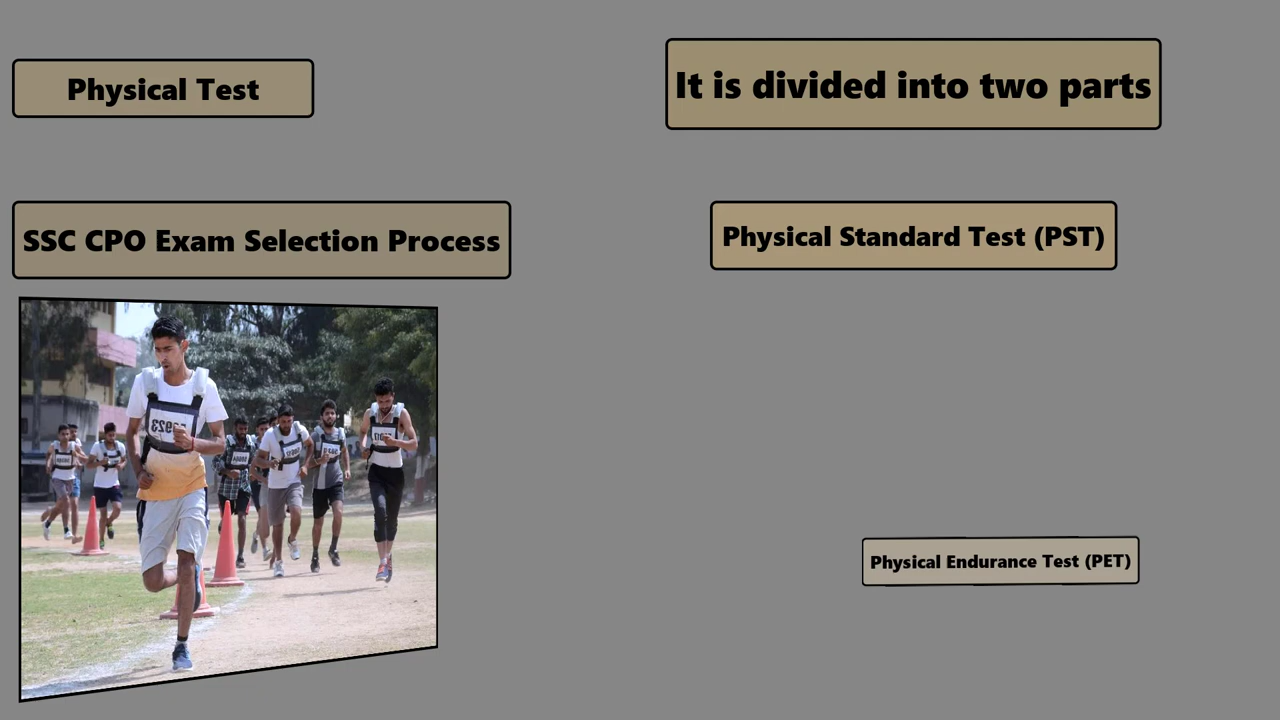 Physical Test
It is divided into two parts
SSC CPO Exam Selection Process
Physical Standard Test (PST)
Physical Endurance Test (PET)